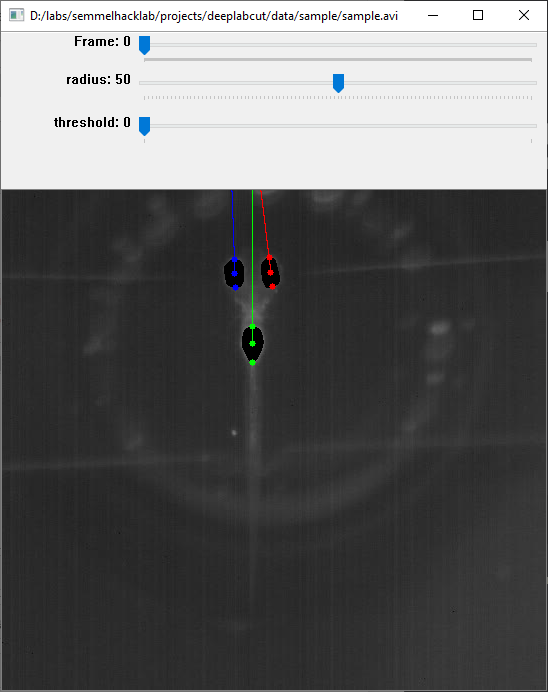 D:/labs/semmelhacklab/projects/deeplabcut/data/sample/sample.avi
Frame: 0
radius: 50
threshold: 0